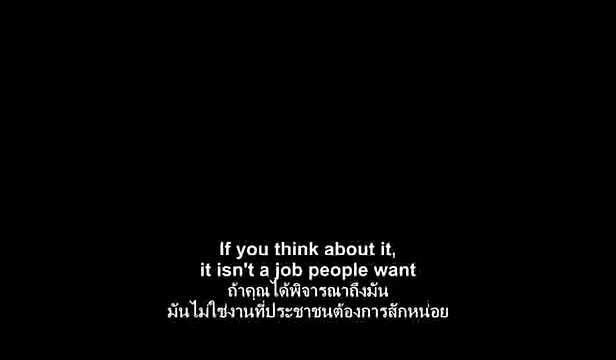 If you think about it,
it isn't a job people want
ถ้าคุณได้พิจารณาถึงมัน
มันไม่ใช่งานที่ประชาชนต้องการสักหน่อย